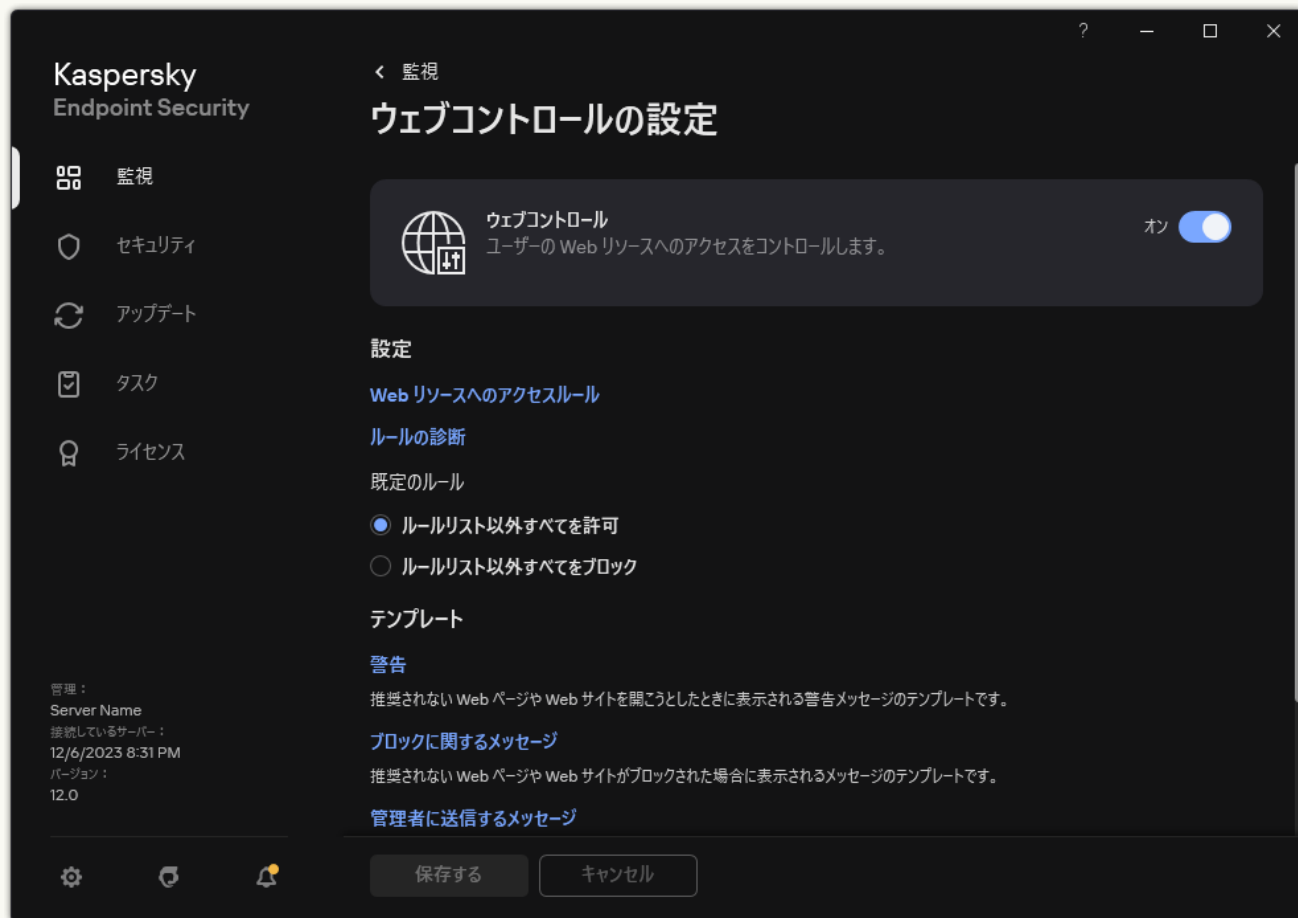 ?
Kaspersky
Endpoint Security
監視
セキュリティ
アップデート
タスク
ライセンス
管理：
Server Name
接続しているサーバー：
12/6/2023 8:31 PM
バージョン：
12.0
監視
ウェブコントロールの設定
ウェブコントロール
ユーザーの Web リソースへのアクセスをコントロールします。
オン
設定
Web リソースへのアクセスルール
ルールの診断
既定のルール
ルールリスト以外すべてを許可
ルールリスト以外すべてをブロック
テンプレート
警告
推奨されない Web ページや Web サイトを開こうとしたときに表示される警告メッセージのテンプレートです。
ブロックに関するメッセージ
推奨されない Web ページや Web サイトがブロックされた場合に表示されるメッセージのテンプレートです。
管理者に送信するメッセージ
保存する
キャンセル